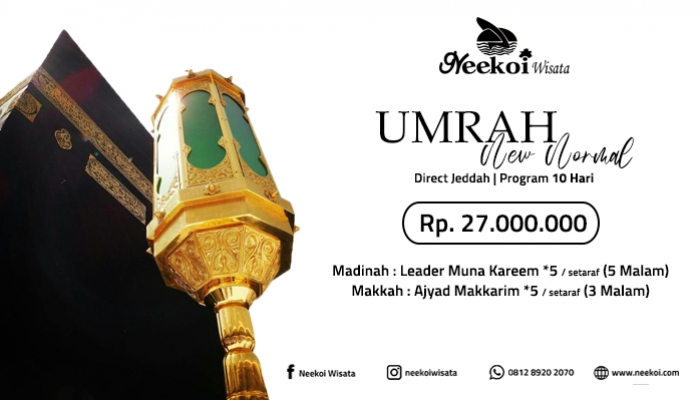 Neekoi Wisata
UMRAH
New Normal
Direct Jeddah | Program 10 Hari
Rp. 27.000.000
Madinah : Leader Muna Kareem *5 / setaraf (5 Malam)
Makkah : Ajyad Makkarim *5 / setaraf (3 Malam)
Neekoi Wisata
neekoiwisata
0812 8920 2070
www.neekoi.com